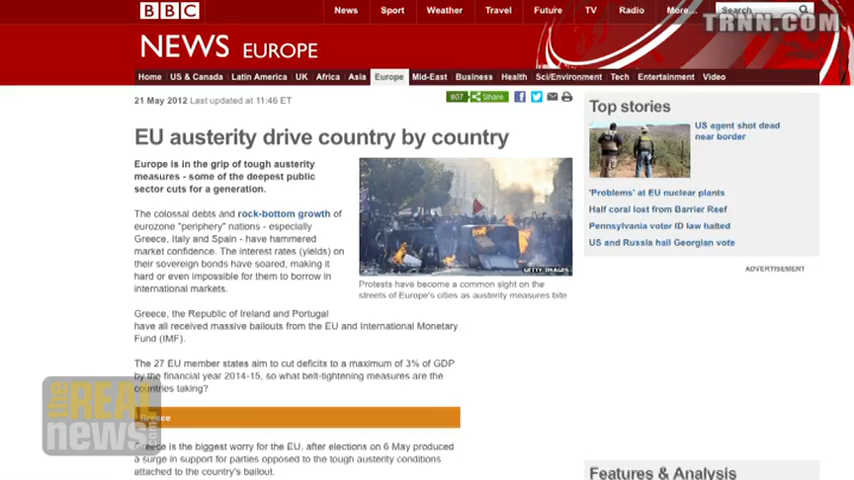 BBC
News Sport Weather Travel Future TV Radio More... Search
TRNN.COM
NEWS EUROPE
Home US & Canada Latin America UK Africa Asia Europe Mid-East Business Health Sci/Environment Tech Entertainment Video
21 May 2012 Last updated at 11:46 ET
607 Share
EU austerity drive country by country
Europe is in the grip of tough austerity
measures - some of the deepest public
sector cuts for a generation.
The colossal debts and rock-bottom growth of
eurozone "periphery" nations - especially
Greece, Italy and Spain - have hammered
market confidence. The interest rates (yields) on
their sovereign bonds have soared, making it
hard or even impossible for them to borrow in
international markets.
GETTY IMAGES
Protests have become a common sight on the
streets of Europe's cities as austerity measures bite
Greece, the Republic of Ireland and Portugal
have all received massive bailouts from the EU and International Monetary
Fund (IMF).
The 27 EU member states aim to cut deficits to a maximum of 3% of GDP
by the financial year 2014-15, so what belt-tightening measures are the
countries taking?
Greece
Greece is the biggest worry for the EU, after elections on 6 May produced
a surge in support for parties opposed to the tough austerity conditions
attached to the country's bailout.
the REAL
news.com
Top stories
US agent shot dead
near border
'Problems' at EU nuclear plants
Half coral lost from Barrier Reef
Pennsylvania voter ID law halted
US and Russia hail Georgian vote
ADVERTISEMENT
Features & Analysis